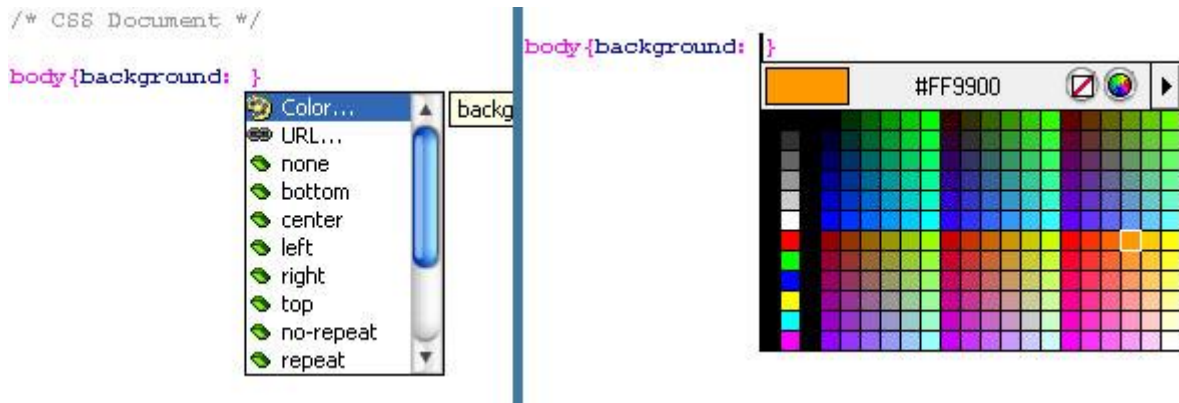 /* CSS Document */
body{background: }
Color...
backg
URL...
none
bottom
center
left
right
top
no-repeat
repeat
body{background: }
#FF9900